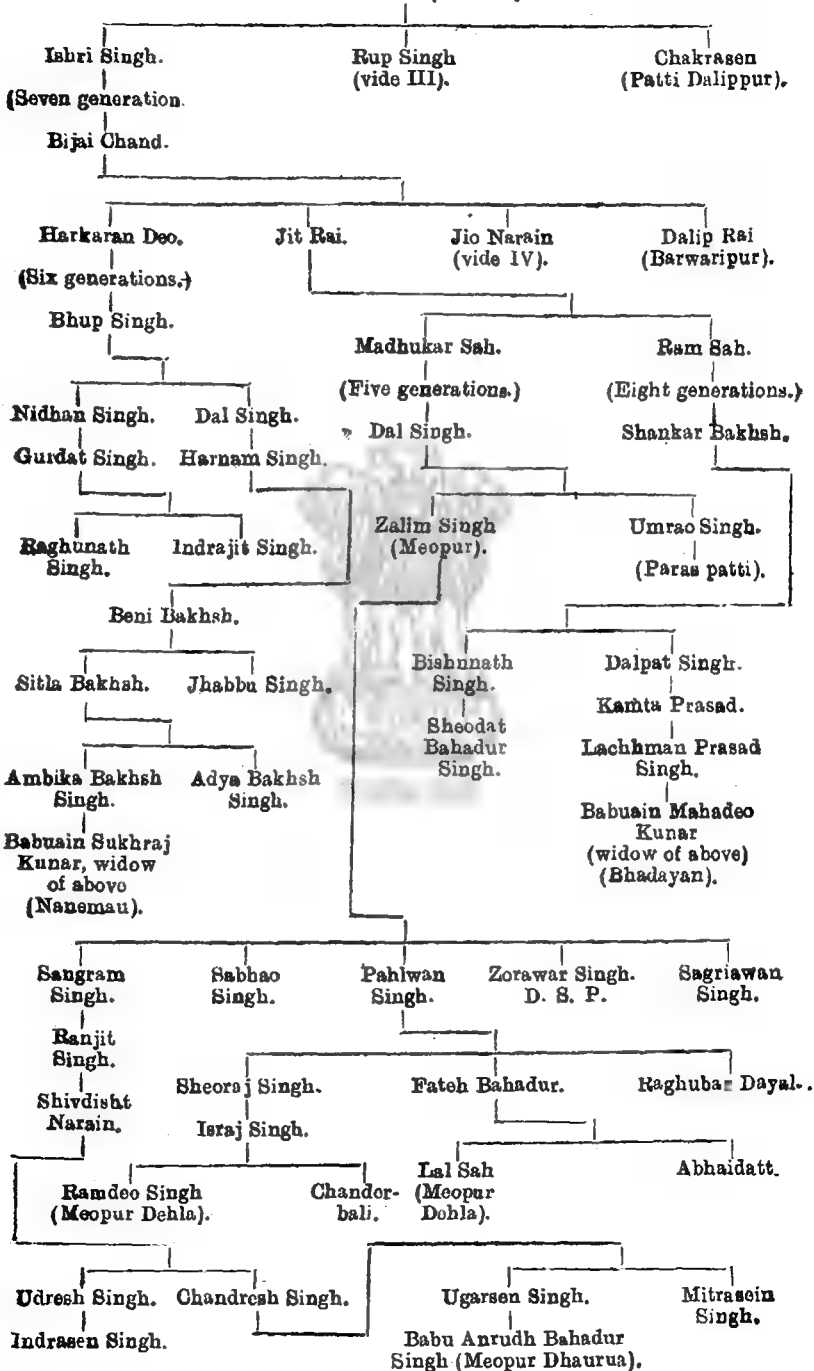 Ishri Singh. Rup Singh Chakrasen
(vide III). (Patti Dalippur).
(Seven generation.
Bijai Chand.
Harkaran Deo. Jit Rai. Jio Narain Dalip Rai
(vide IV). (Barwaripur).
(Six generations.)
Bhup Singh.
Madhukar Sah. Ram Sah.
(Five generations.) (Eight generations.)
Nidhan Singh. Dal Singh. Dal Singh. Shankar Bakhsh.
Gurdat Singh. Harnam Singh.
Zalim Singh Umrao Singh.
(Meopur). (Paras patti).
Raghunath Indrajit Singh.
Singh.
Beni Bakhsh.
Bishnnath Dalpat Singh.
Singh.
Sitla Bakhsh. Jhabbu Singh. Kamta Prasad.
Sheodat Lachhman Prasad
Bahadur Singh.
Singh.
Ambika Bakhsh Adya Bakhsh
Singh. Singh.
Babuain Mahadeo
Kunar
(widow of above)
(Bhadayan).
Babuain Sukhraj
Kunar, widow
of above
(Nanemau).
Sangram Sabhao Pahlwan Zorawar Singh. Sagriawan
Singh. Singh. Singh. D. S. P. Singh.
Ranjit
Singh.
Sheoraj Singh. Fateh Bahadur. Raghubar Dayal.
Shivdisht
Narain.
Israj Singh.
Ramdeo Singh Chander- Lal Sah Abhaidatt.
(Meopur Dehla). bali. (Meopur
Dohla).
Udresh Singh. Chandresh Singh. Ugarsen Singh. Mitrasein
Singh.
Indrasen Singh. Babu Anrudh Bahadur
Singh (Meopur Dhaurua).